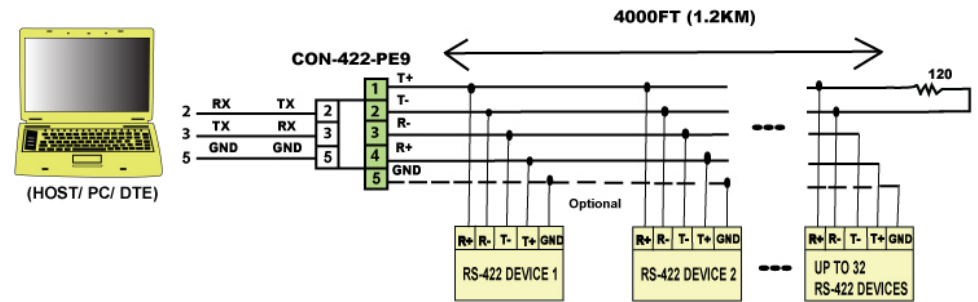 4000FT (1.2KM)
CON-422-PE9
120
1 T+
2 RX TX 2 2 T-
3 TX RX 3 3 R-
5 GND GND 5 4 R+
5 GND
(HOST/ PC/ DTE)
Optional
R+ R- T- T+ GND
RS-422 DEVICE 1
R+ R- T- T+ GND
RS-422 DEVICE 2
R+ R- T- T+ GND
UP TO 32
RS-422 DEVICES